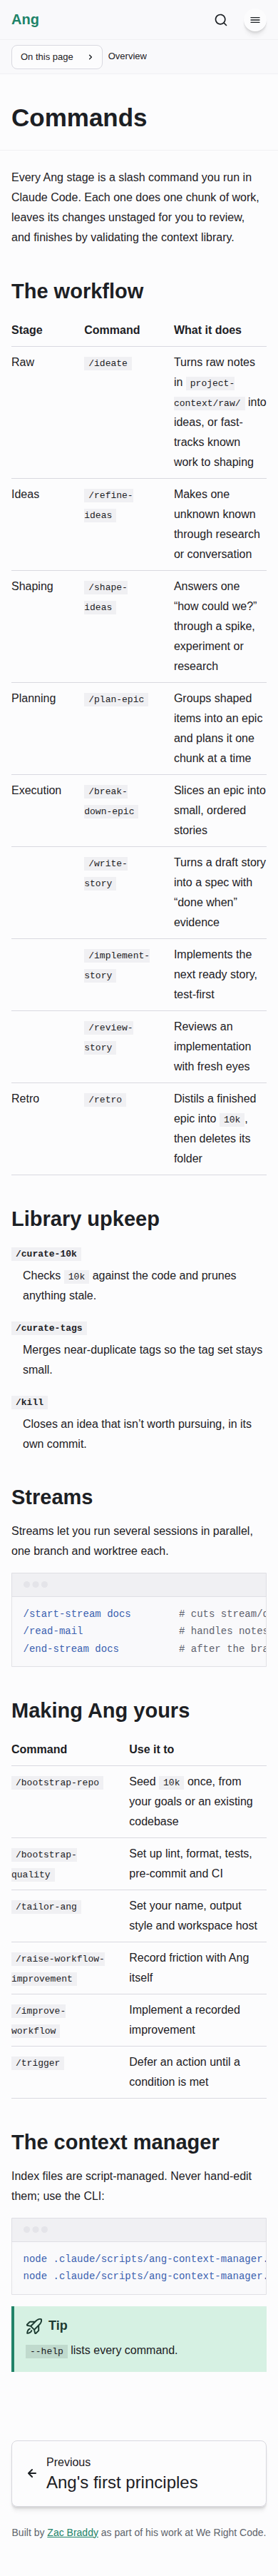 Ang
On this page
Overview
Commands
Every Ang stage is a slash command you run in
Claude Code. Each one does one chunk of work,
leaves its changes unstaged for you to review,
and finishes by validating the context library.
The workflow
Stage Command What it does
Raw /ideate Turns raw notes
in project-
context/raw/ into
ideas, or fast-
tracks known
work to shaping
Ideas /refine- Makes one
ideas unknown known
through research
or conversation
Shaping /shape- Answers one
ideas “how could we?”
through a spike,
experiment or
research
Planning /plan-epic Groups shaped
items into an epic
and plans it one
chunk at a time
Execution /break- Slices an epic into
down-epic small, ordered
stories
/write- Turns a draft story
story into a spec with
“done when”
evidence
/implement- Implements the
story next ready story,
test-first
/review- Reviews an
story implementation
with fresh eyes
Retro /retro Distils a finished
epic into 10k,
then deletes its
folder
Library upkeep
/curate-10k
Checks 10k against the code and prunes
anything stale.
/curate-tags
Merges near-duplicate tags so the tag set stays
small.
/kill
Closes an idea that isn’t worth pursuing, in its
own commit.
Streams
Streams let you run several sessions in parallel,
one branch and worktree each.
/start-stream docs # cuts stream/
/read-mail # handles notes
/end-stream docs # after the bra
Making Ang yours
Command Use it to
/bootstrap-repo Seed 10k once, from
your goals or an existing
codebase
/bootstrap- Set up lint, format, tests,
quality pre-commit and CI
/tailor-ang Set your name, output
style and workspace host
/raise-workflow- Record friction with Ang
improvement itself
/improve- Implement a recorded
workflow improvement
/trigger Defer an action until a
condition is met
The context manager
Index files are script-managed. Never hand-edit
them; use the CLI:
node .claude/scripts/ang-context-manager.
node .claude/scripts/ang-context-manager.
Tip
--help lists every command.
Previous
Ang's first principles
Built by Zac Braddy as part of his work at We Right Code.